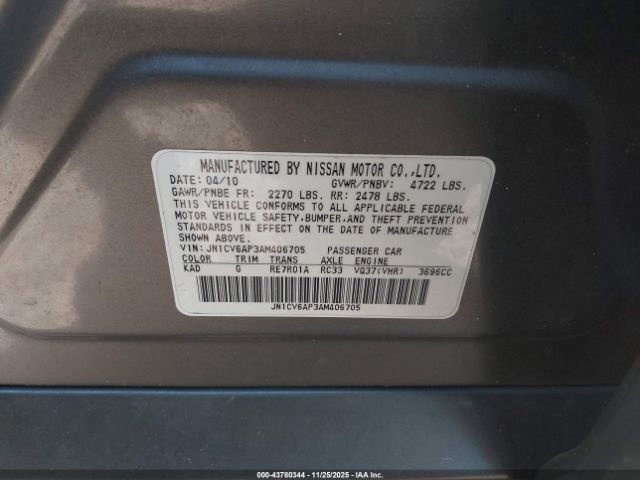 MANUFACTURED BY NISSAN MOTOR CO.,LTD.
DATE: 04/10 GVWR/PNBV: 4722 LBS.
GAWR/PNBE FR: 2270 LBS. RR: 2478 LBS.
THIS VEHICLE CONFORMS TO ALL APPLICABLE FEDERAL
MOTOR VEHICLE SAFETY,BUMPER,AND THEFT PREVENTION
STANDARDS IN EFFECT ON THE DATE OF MANUFACTURE
SHOWN ABOVE.
VIN: JN1CV6AP3AM406705 PASSENGER CAR
COLOR TRIM TRANS AXLE ENGINE
KAD G RE7R01A RC33 VQ37(VHR) 3696CC
JN1CV6AP3AM406705
000-43780344 | 11/25/2025 | IAA, Inc.